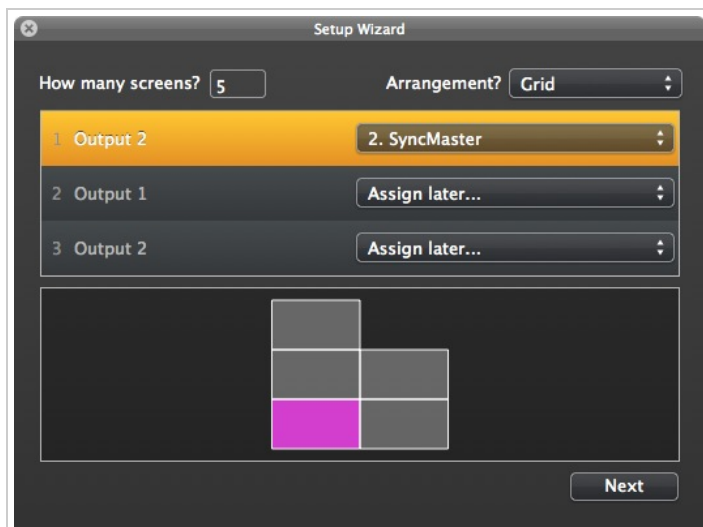 Setup Wizard
How many screens? 5 Arrangement? Grid
1 Output 2 2. SyncMaster
2 Output 1 Assign later...
3 Output 2 Assign later...
Next